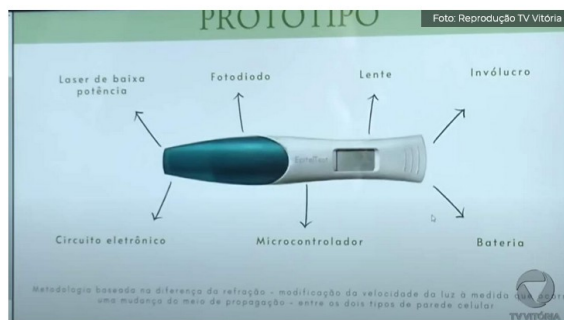 PROTÓTIPO
Foto: Reprodução TV Vitória
Laser de baixa
potência
Fotodiodo
Lente
Invólucro
Circuito eletrônico
Microcontrolador
Bateria
Metodologia baseada na diferença da refração - modificação da velocidade da luz à medida que
uma mudança do meio de propagação - entre os dois tipos de parede celular
TV VITÓRIA